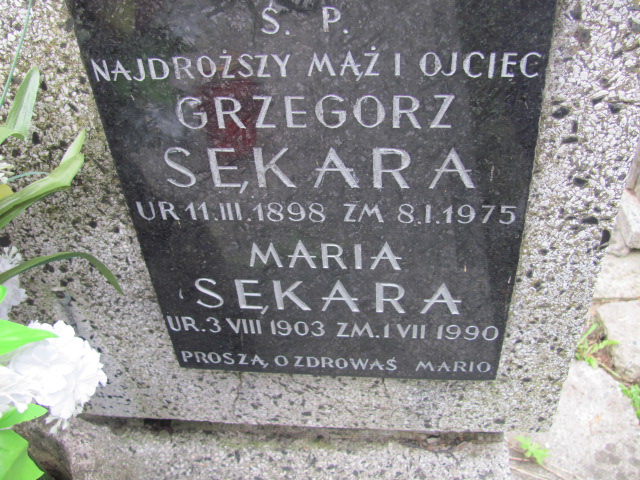 Ś. P.
NAJDROŻSZY MĄŻ I OJCIEC
GRZEGORZ
SĘKARA
UR 11.III.1898 ZM 8.I.1975
MARIA
SĘKARA
UR.3 VIII 1903 ZM.I VII 1990
PROSZĄ, O ZDROWAŚ MARIO